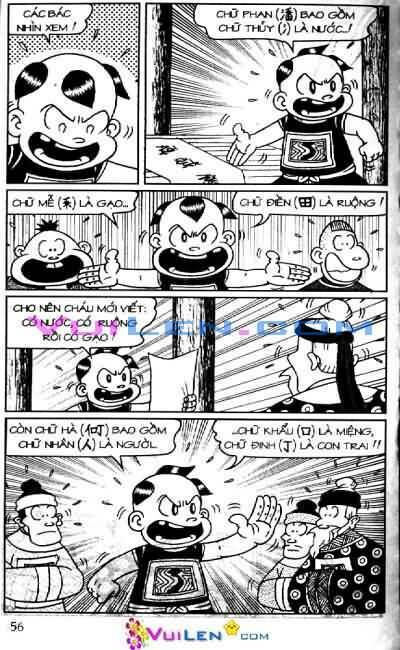 CÁC BÁC
NHÌN XEM!
CHỮ PHAN (潘) BAO GỒM
CHỮ THỦY (氵) LÀ NƯỚC...!
CHỮ MỄ (米) LÀ GẠO...
CHỮ ĐIỀN (田) LÀ RUỘNG!
CHO NÊN CHÁU MỚI VIẾT:
CÓ NƯỚC, CÓ RUỘNG
RỒI CÓ GẠO!
VUILEN.COM
CÒN CHỮ HÀ (何) BAO GỒM
CHỮ NHÂN (人) LÀ NGƯỜI...
...CHỮ KHẨU (口) LÀ MIỆNG,
CHỮ ĐINH (丁) LÀ CON TRAI!!
56
VUILEN.COM